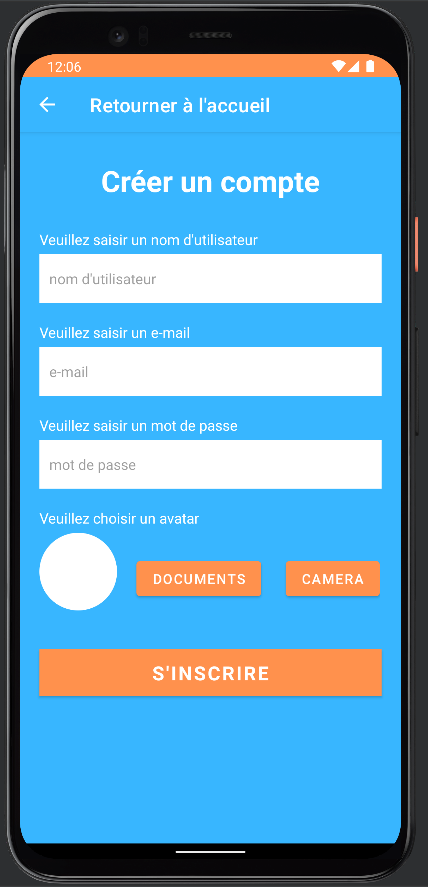 12:06
Retourner à l'accueil
Créer un compte
Veuillez saisir un nom d'utilisateur
nom d'utilisateur
Veuillez saisir un e-mail
e-mail
Veuillez saisir un mot de passe
mot de passe
Veuillez choisir un avatar
DOCUMENTS CAMERA
S'INSCRIRE